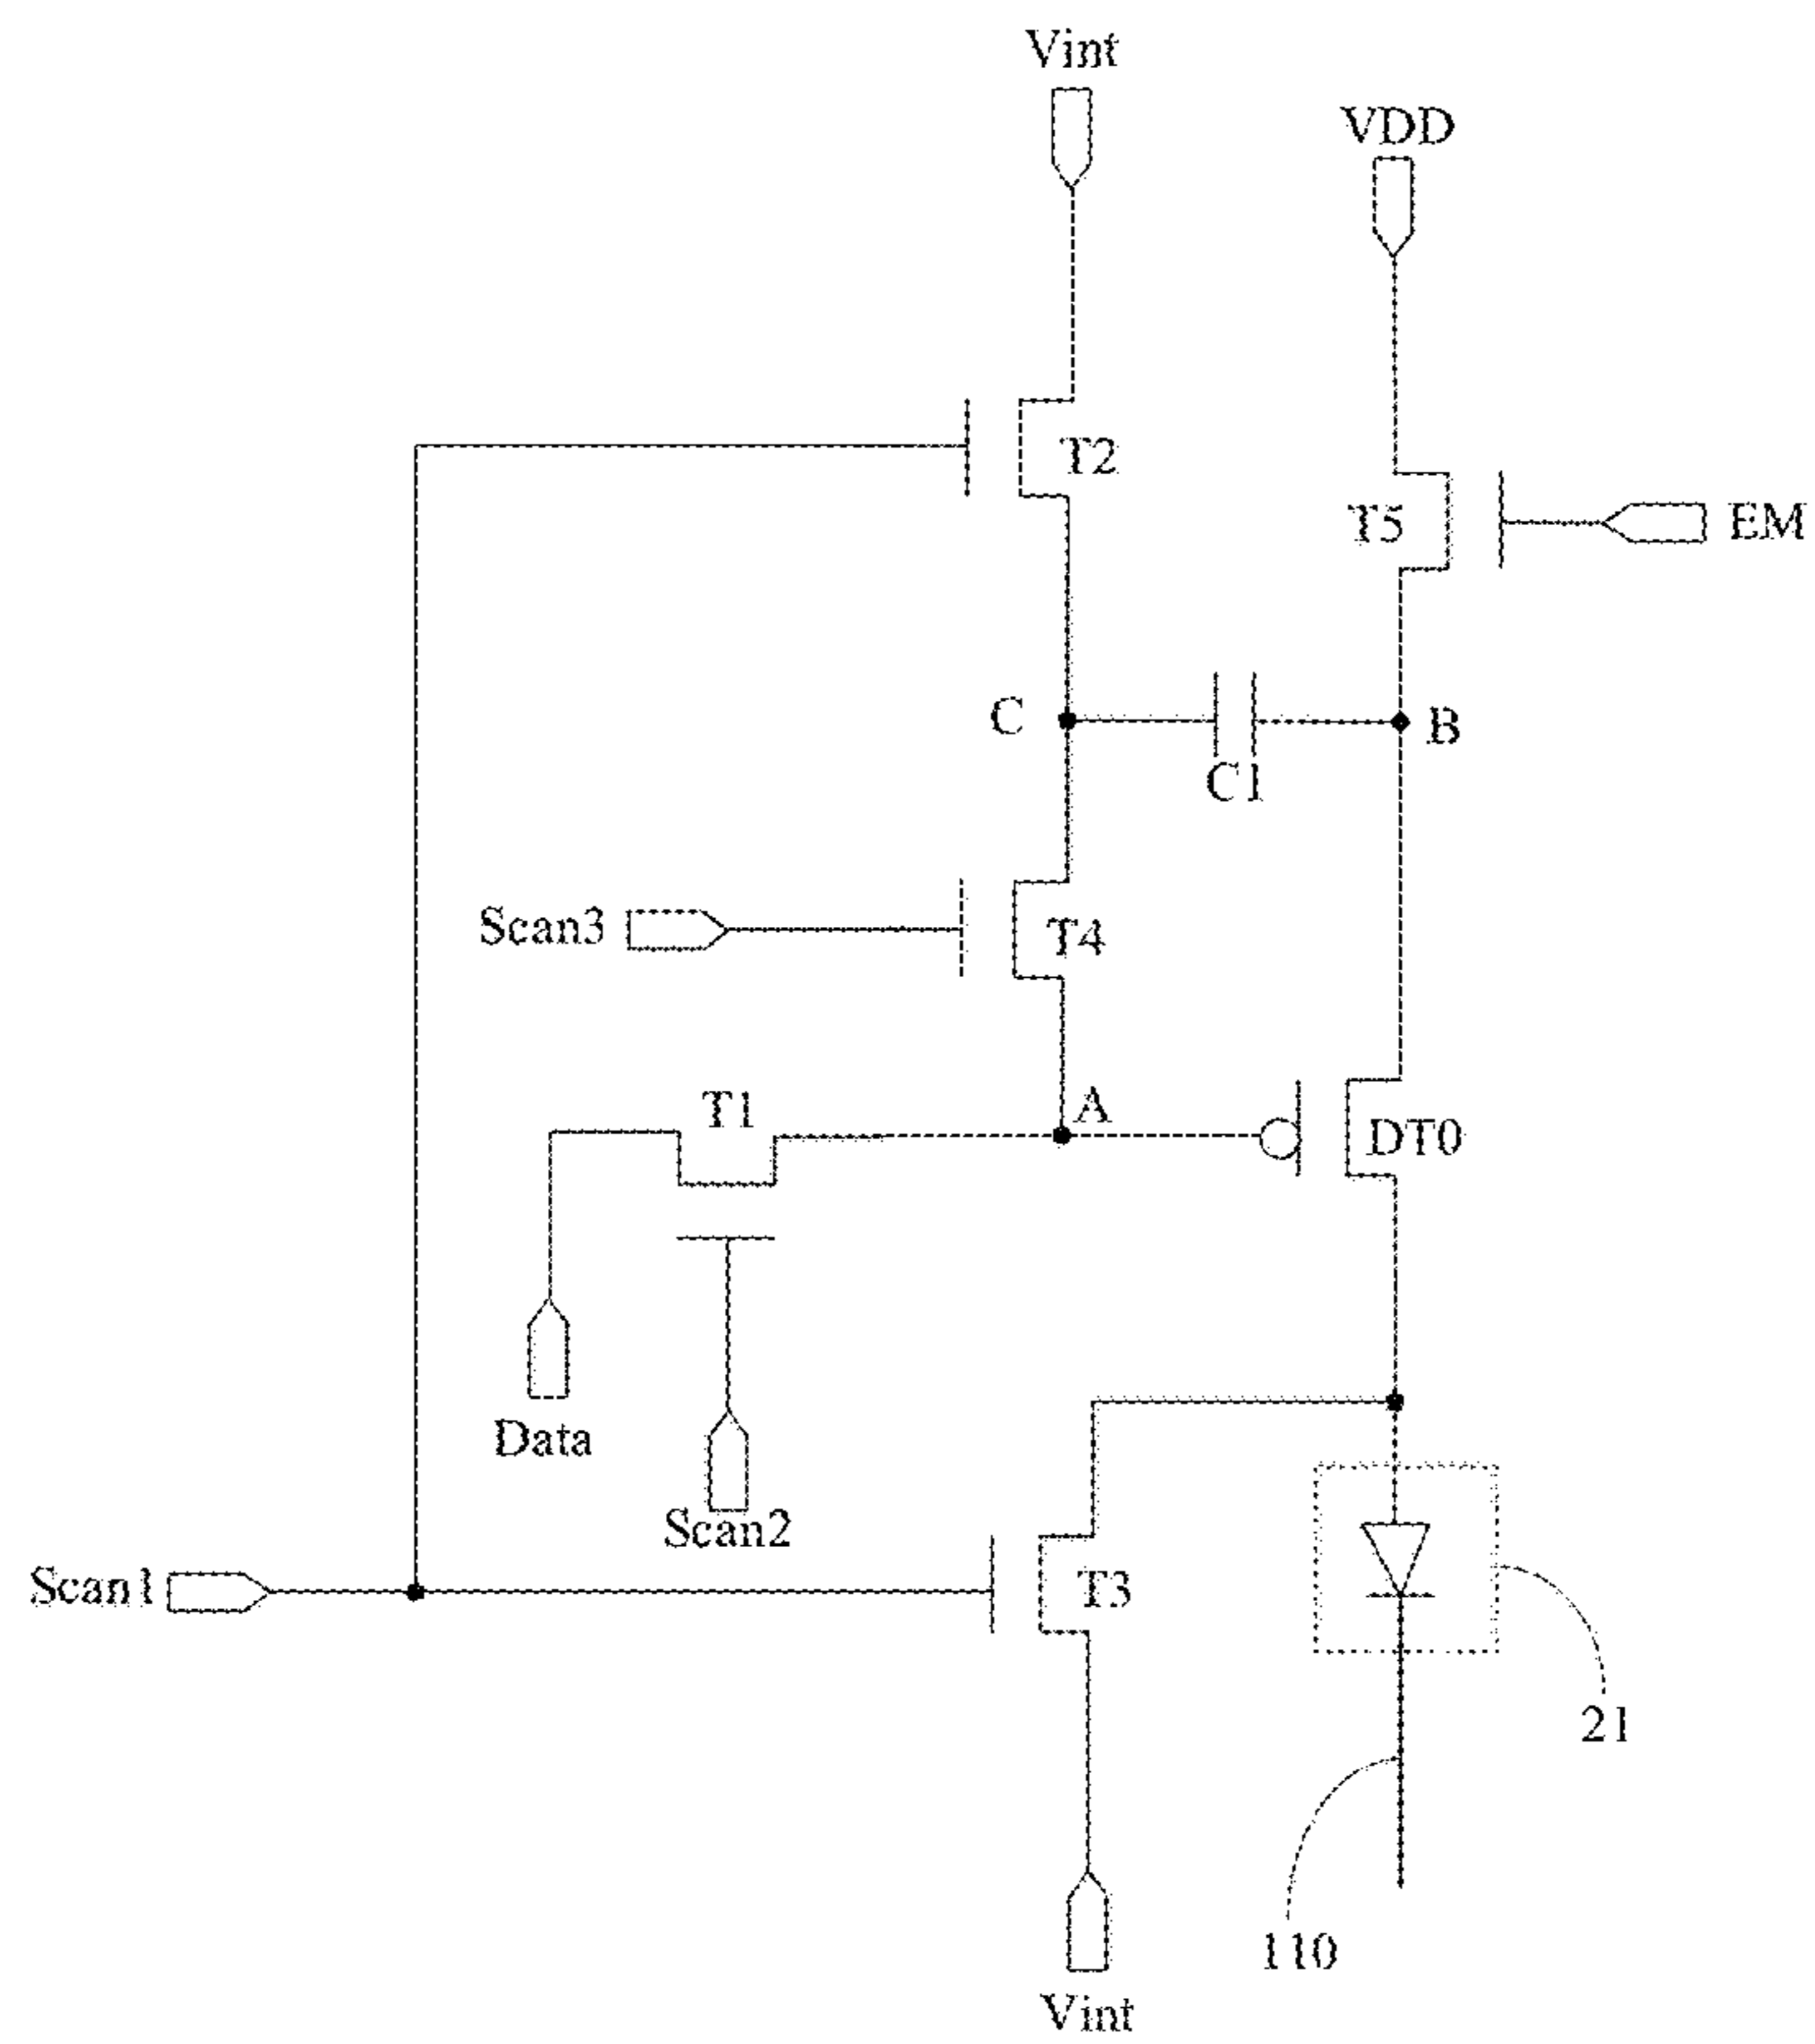 Vint
VDD
T2
T5
EM
C
B
C1
Scan3
T4
T1
A
DT0
Data
Scan2
Scan1
T3
21
110
Vint